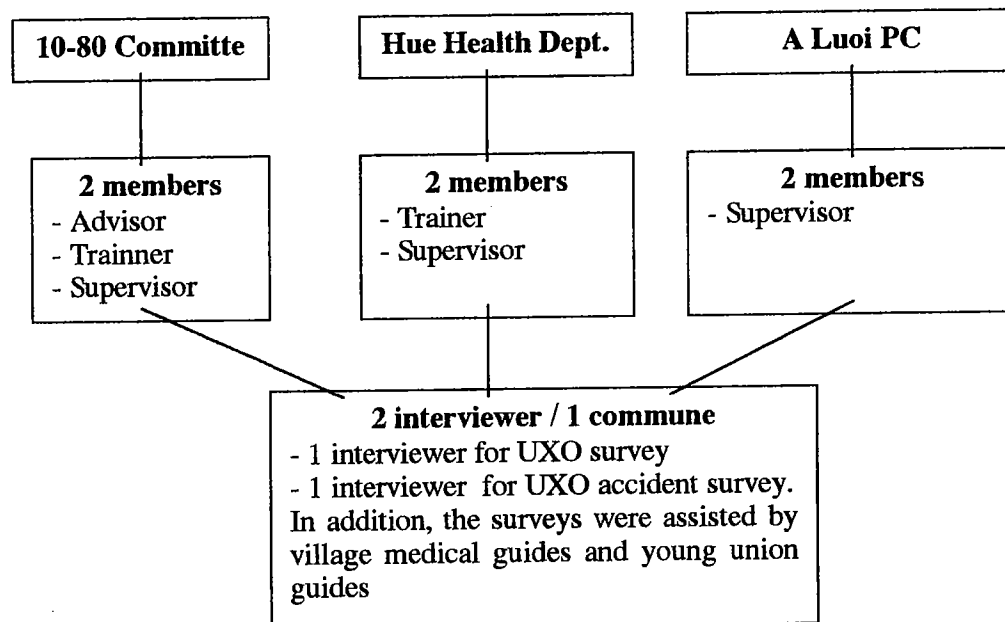 10-80 Committe
Hue Health Dept.
A Luoi PC
2 members
- Advisor
- Trainner
- Supervisor
2 members
- Trainer
- Supervisor
2 members
- Supervisor
2 interviewer / 1 commune
- 1 interviewer for UXO survey
- 1 interviewer for UXO accident survey.
In addition, the surveys were assisted by
village medical guides and young union
guides